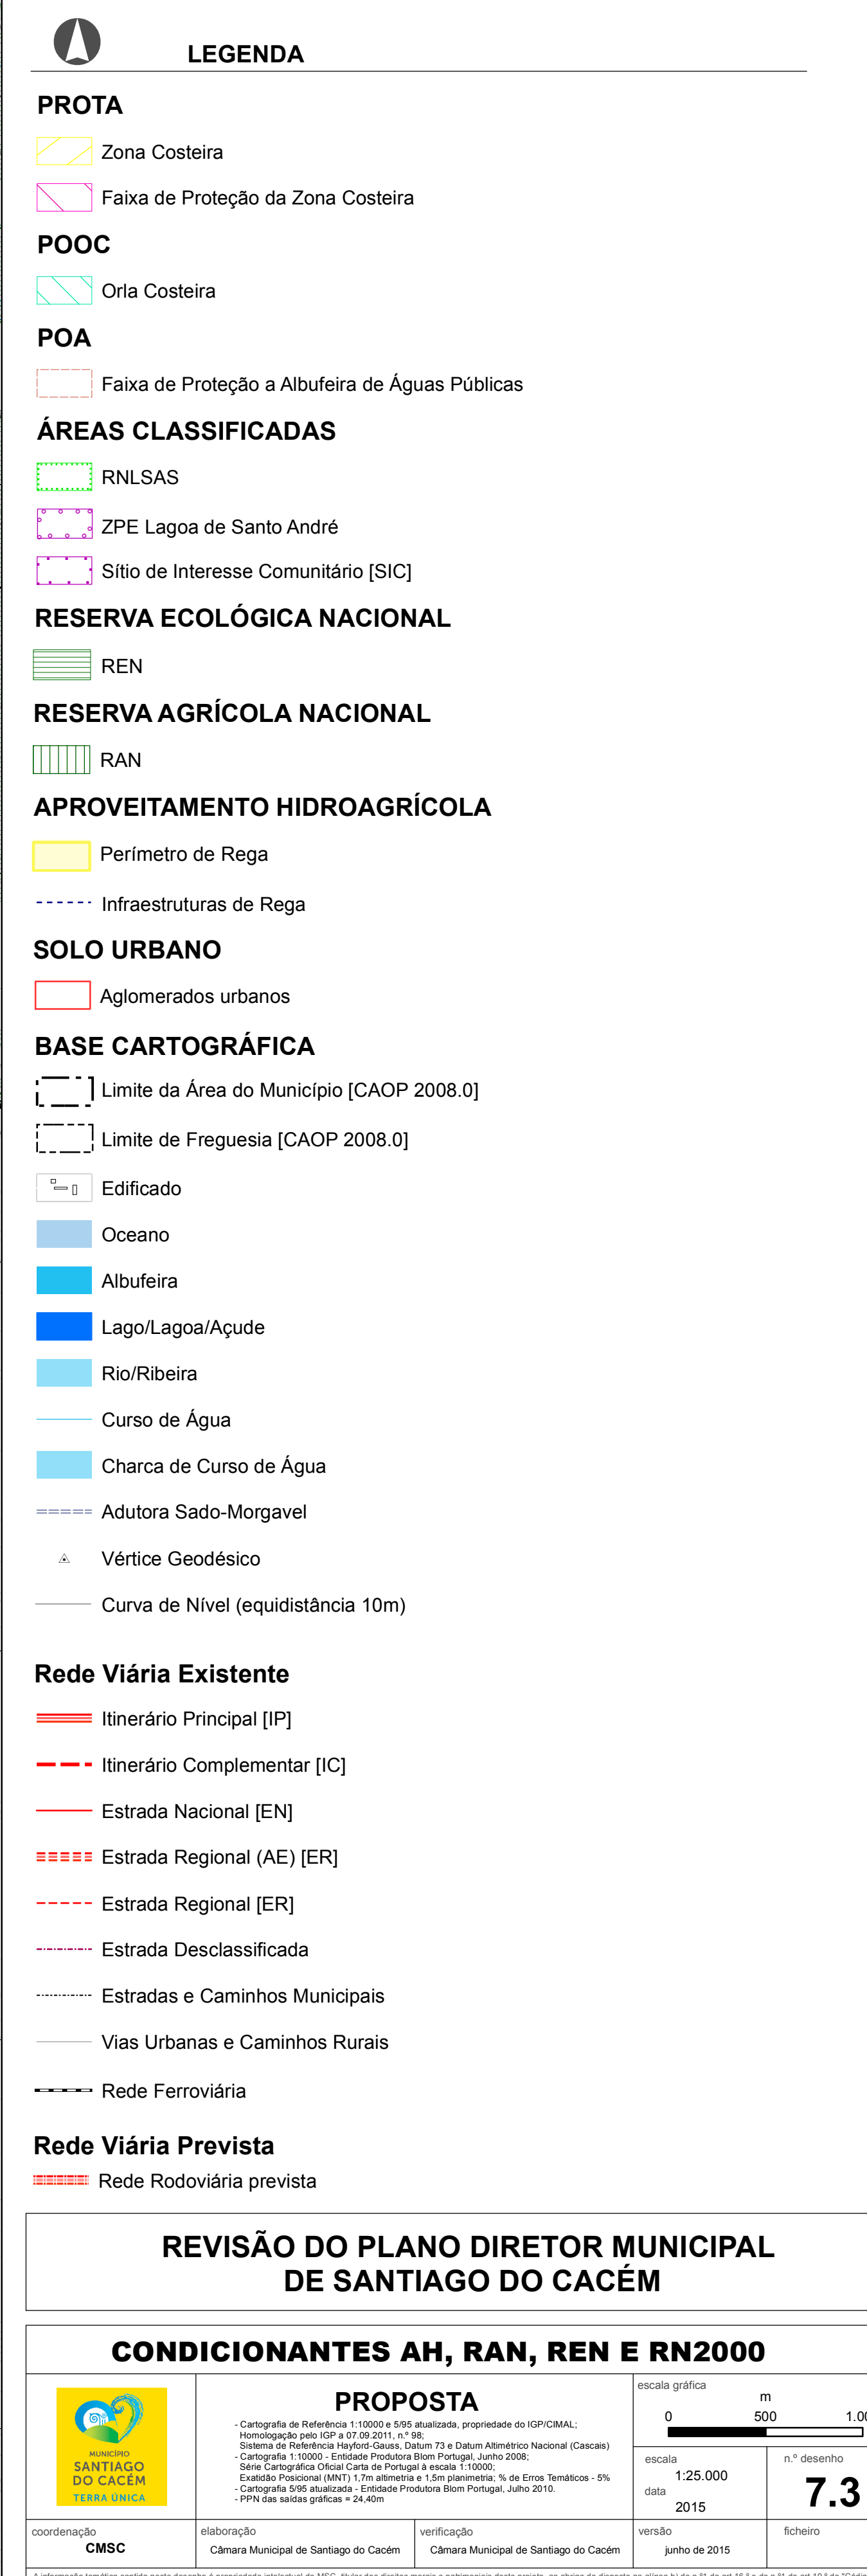 LEGENDA
PROTA
Zona Costeira
Faixa de Proteção da Zona Costeira
POOC
Orla Costeira
POA
Faixa de Proteção a Albufeira de Águas Públicas
ÁREAS CLASSIFICADAS
RNLSAS
ZPE Lagoa de Santo André
Sítio de Interesse Comunitário [SIC]
RESERVA ECOLÓGICA NACIONAL
REN
RESERVA AGRÍCOLA NACIONAL
RAN
APROVEITAMENTO HIDROAGRÍCOLA
Perímetro de Rega
Infraestruturas de Rega
SOLO URBANO
Aglomerados urbanos
BASE CARTOGRÁFICA
Limite da Área do Município [CAOP 2008.0]
Limite de Freguesia [CAOP 2008.0]
Edificado
Oceano
Albufeira
Lago/Lagoa/Açude
Rio/Ribeira
Curso de Água
Charca de Curso de Água
Adutora Sado-Morgavel
Vértice Geodésico
Curva de Nível (equidistância 10m)
Rede Viária Existente
Itinerário Principal [IP]
Itinerário Complementar [IC]
Estrada Nacional [EN]
Estrada Regional (AE) [ER]
Estrada Regional [ER]
Estrada Desclassificada
Estradas e Caminhos Municipais
Vias Urbanas e Caminhos Rurais
Rede Ferroviária
Rede Viária Prevista
Rede Rodoviária prevista
REVISÃO DO PLANO DIRETOR MUNICIPAL
DE SANTIAGO DO CACÉM
CONDICIONANTES AH, RAN, REN E RN2000
MUNICÍPIO
SANTIAGO
DO CACÉM
TERRA ÚNICA
PROPOSTA
- Cartografia de Referência 1:10000 e 5/95 atualizada, propriedade do IGP/CIMAL;
Homologação pelo IGP a 07.09.2011, n.º 98;
Sistema de Referência Hayford-Gauss, Datum 73 e Datum Altimétrico Nacional (Cascais)
- Cartografia 1:10000 - Entidade Produtora Blom Portugal, Junho 2008;
Série Cartográfica Oficial Carta de Portugal à escala 1:10000;
Exatidão Posicional (MNT) 1,7m altimetria e 1,5m planimetria; % de Erros Temáticos - 5%
- Cartografia 5/95 atualizada - Entidade Produtora Blom Portugal, Julho 2010.
- PPN das saídas gráficas = 24,40m
escala gráfica
m
0 500 1.00
escala
1:25.000
data
2015
n.º desenho
7.3
coordenação
CMSC
elaboração
Câmara Municipal de Santiago do Cacém
verificação
Câmara Municipal de Santiago do Cacém
versão
junho de 2015
ficheiro